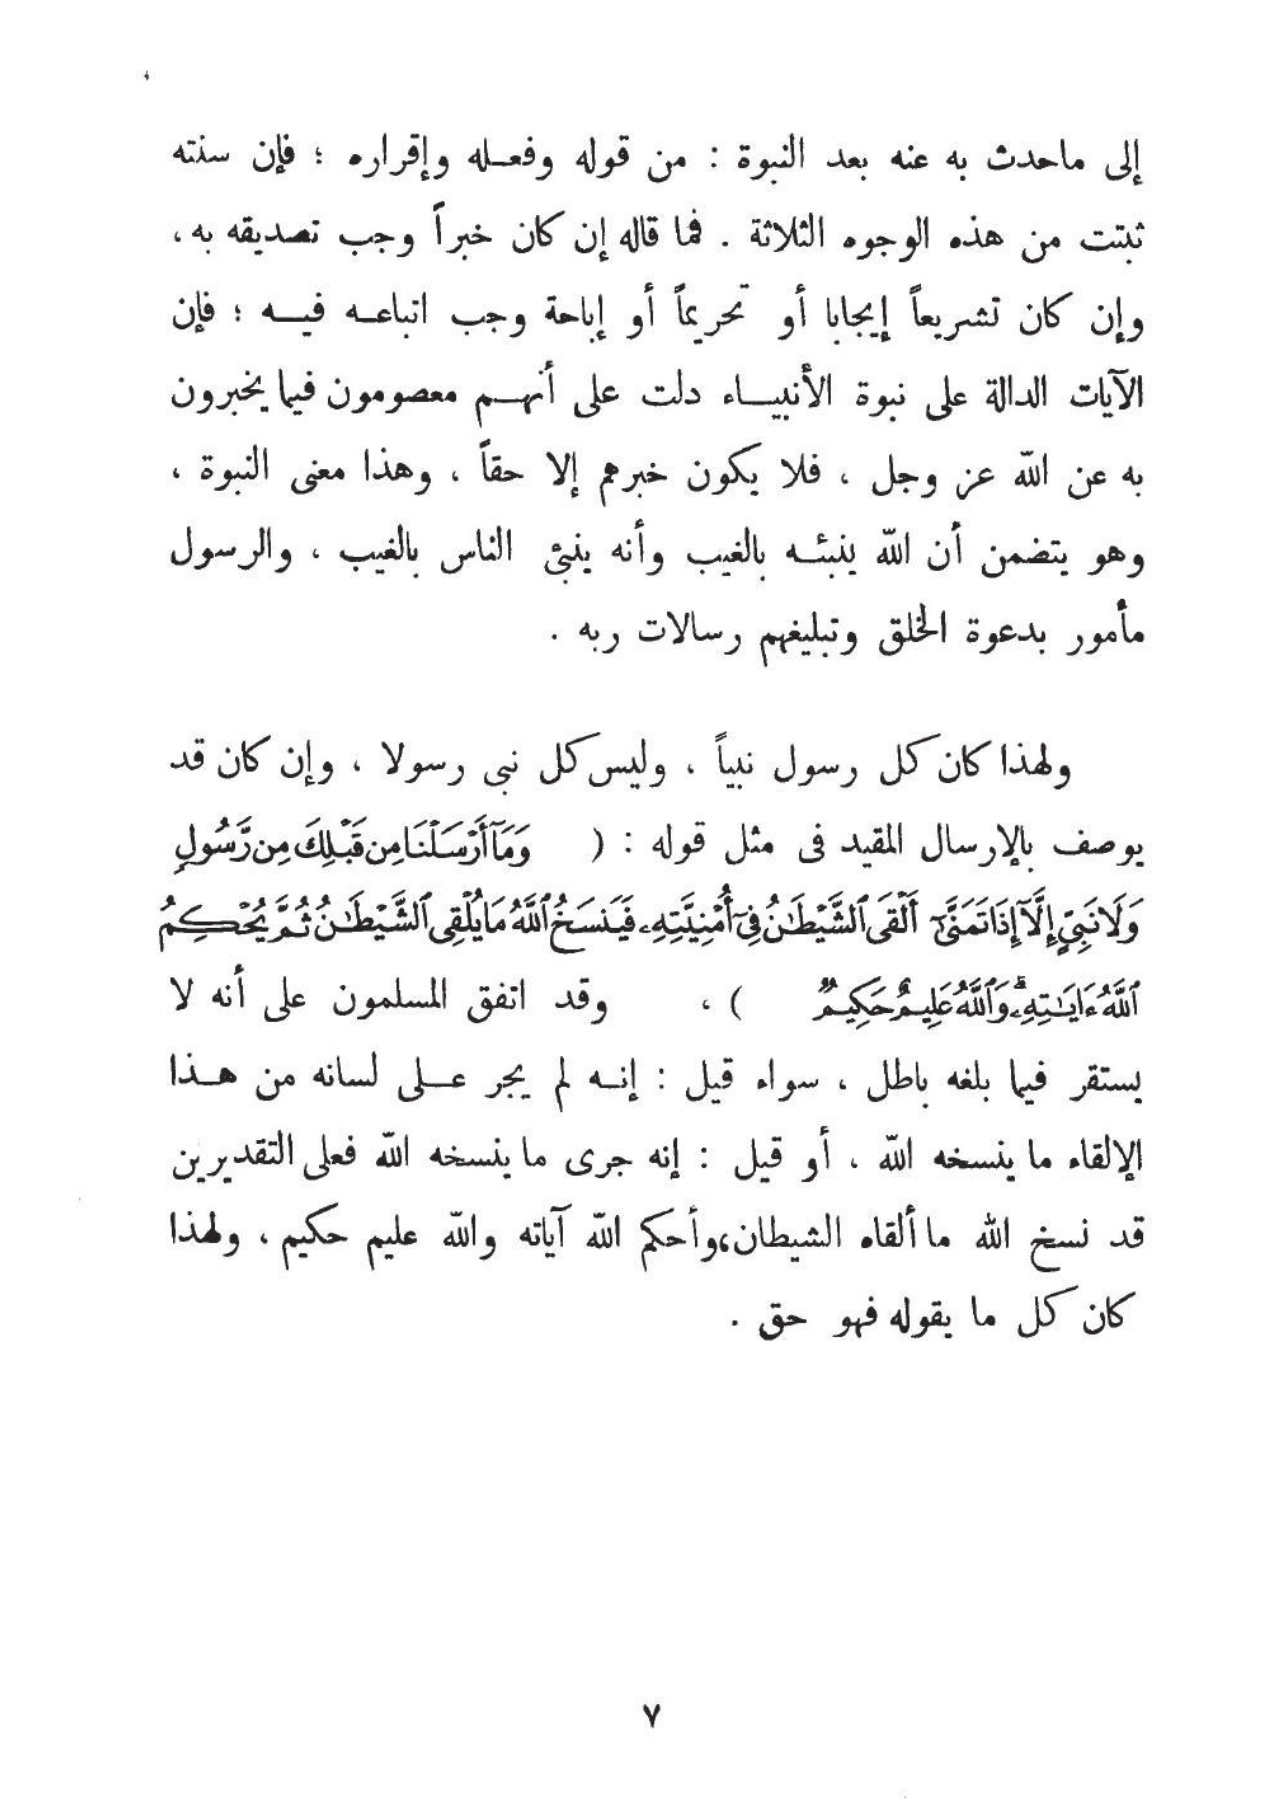 إلى ماحدث به عنه بعد النبوة : من قوله وفعله وإقراره ؛ فإن سنته
ثبتت من هذه الوجوه الثلاثة . فما قاله إن كان خبراً وجب تصديقه به ،
وإن كان تشريعاً إيجابا أو تحريماً أو إباحة وجب اتباعه فيه ؛ فإن
الآيات الدالة على نبوة الأنبياء دلت على أنهم معصومون فيما يخبرون
به عن الله عز وجل ، فلا يكون خبرهم إلا حقاً ، وهذا معنى النبوة ،
وهو يتضمن أن الله ينبئه بالغيب وأنه ينبئ الناس بالغيب ، والرسول
مأمور بدعوة الخلق وتبليغهم رسالات ربه .
ولهذا كان كل رسول نبياً ، وليس كل نبى رسولا ، وإن كان قد
يوصف بالإرسال المقيد فى مثل قوله : ( وَمَآ أَرْسَلْنَا مِن قَبْلِكَ مِن رَّسُولٍ
وَلَا نَبِيٍّ إِلَّآ إِذَا تَمَنَّىٰٓ أَلْقَى ٱلشَّيْطَٰنُ فِىٓ أُمْنِيَّتِهِۦ فَيَنسَخُ ٱللَّهُ مَا يُلْقِى ٱلشَّيْطَٰنُ ثُمَّ يُحْكِمُ
ٱللَّهُ ءَايَٰتِهِۦ ۗ وَٱللَّهُ عَلِيمٌ حَكِيمٌ ) ، وقد اتفق المسلمون على أنه لا
يستقر فيما بلغه باطل ، سواء قيل : إنه لم يجر على لسانه من هذا
الإلقاء ما ينسخه الله ، أو قيل : إنه جرى ما ينسخه الله فعلى التقديرين
قد نسخ الله ما ألقاه الشيطان، وأحكم الله آياته والله عليم حكيم ، ولهذا
كان كل ما يقوله فهو حق .
٧